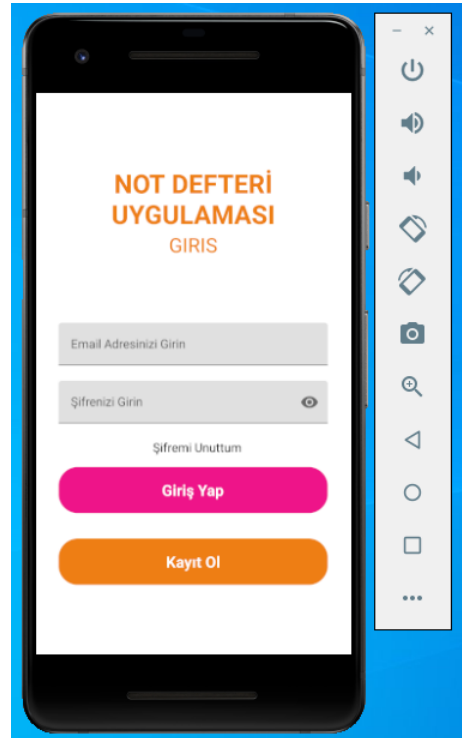 NOT DEFTERİ
UYGULAMASI
GIRIS
Email Adresinizi Girin
Şifrenizi Girin
Şifremi Unuttum
Giriş Yap
Kayıt Ol